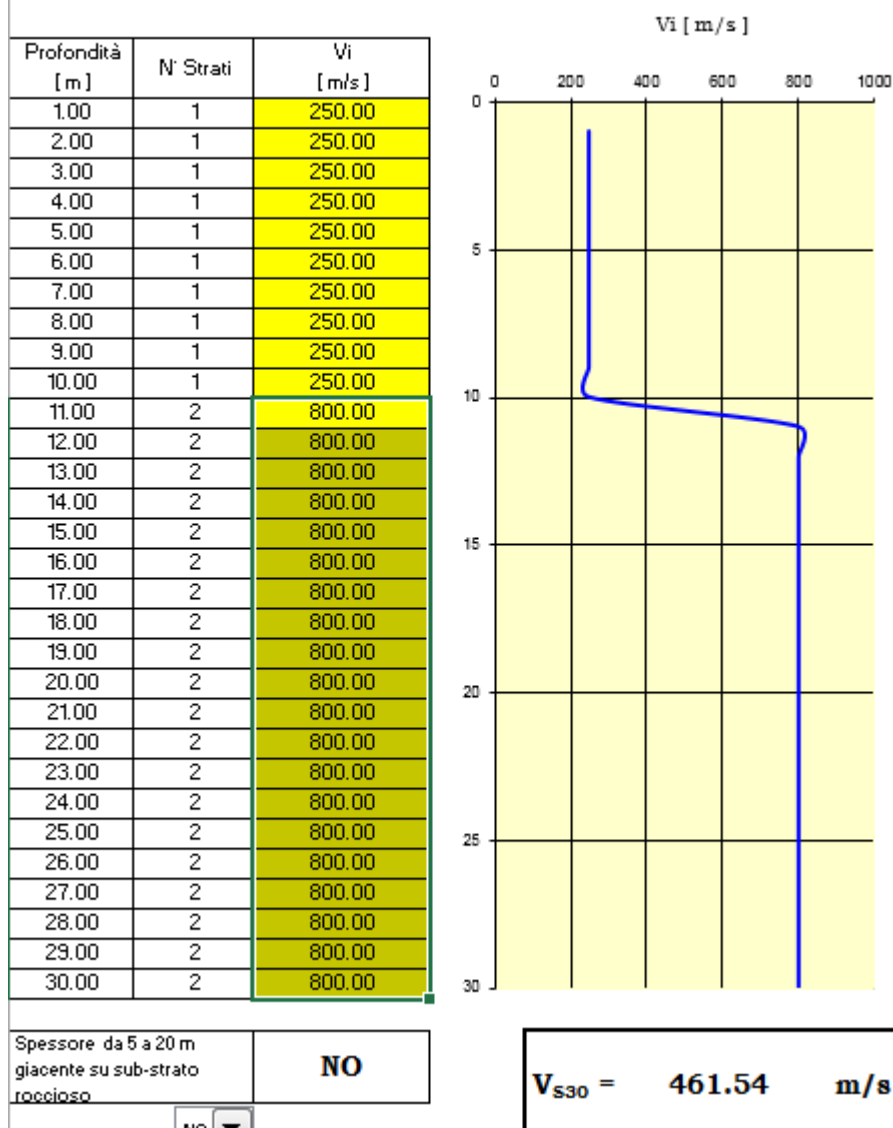 Profondità N° Strati Vi
[ m ] [ m/s ]
1.00 1 250.00
2.00 1 250.00
3.00 1 250.00
4.00 1 250.00
5.00 1 250.00
6.00 1 250.00
7.00 1 250.00
8.00 1 250.00
9.00 1 250.00
10.00 1 250.00
11.00 2 800.00
12.00 2 800.00
13.00 2 800.00
14.00 2 800.00
15.00 2 800.00
16.00 2 800.00
17.00 2 800.00
18.00 2 800.00
19.00 2 800.00
20.00 2 800.00
21.00 2 800.00
22.00 2 800.00
23.00 2 800.00
24.00 2 800.00
25.00 2 800.00
26.00 2 800.00
27.00 2 800.00
28.00 2 800.00
29.00 2 800.00
30.00 2 800.00
Vi [ m/s ]
0 200 400 600 800 1000
0
5
10
15
20
25
30
Spessore da 5 a 20 m
giacente su sub-strato
roccioso
NO
NO
VS30 = 461.54 m/s